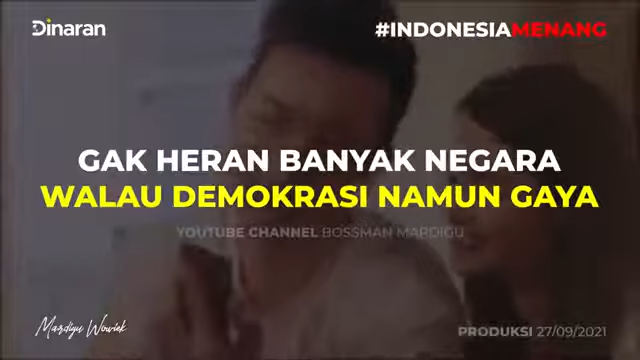 Dinaran
#INDONESIAMENANG
GAK HERAN BANYAK NEGARA
WALAU DEMOKRASI NAMUN GAYA
YOUTUBE CHANNEL BOSSMAN MARDIGU
Mardigu Wowiek
PRODUKSI 27/09/2021